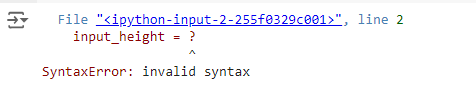 File "<ipython-input-2-255f0329c001>", line 2
input_height = ?
^
SyntaxError: invalid syntax